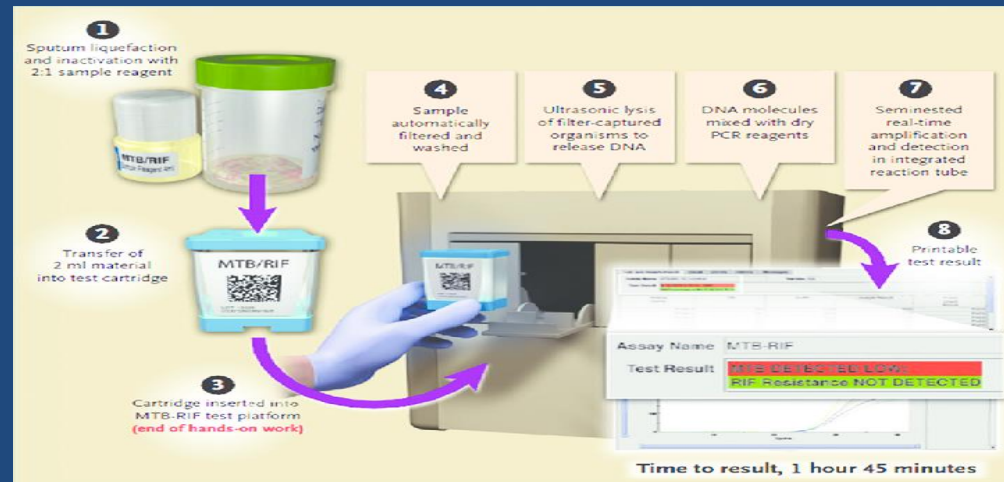 1
Sputum liquefaction
and inactivation with
2:1 sample reagent
MTB/RIF
2
Transfer of
2 ml material
into test cartridge
MTB/RIF
3
Cartridge inserted into
MTB-RIF test platform
(end of hands-on work)
4
Sample
automatically
filtered and
washed
MTB/RIF
5
Ultrasonic lysis
of filter-captured
organisms to
release DNA
6
DNA molecules
mixed with dry
PCR reagents
7
Seminested
real-time
amplification
and detection
in integrated
reaction tube
8
Printable
test result
Assay Name MTB-RIF
Test Result MTB DETECTED LOW;
RIF Resistance NOT DETECTED
Time to result, 1 hour 45 minutes